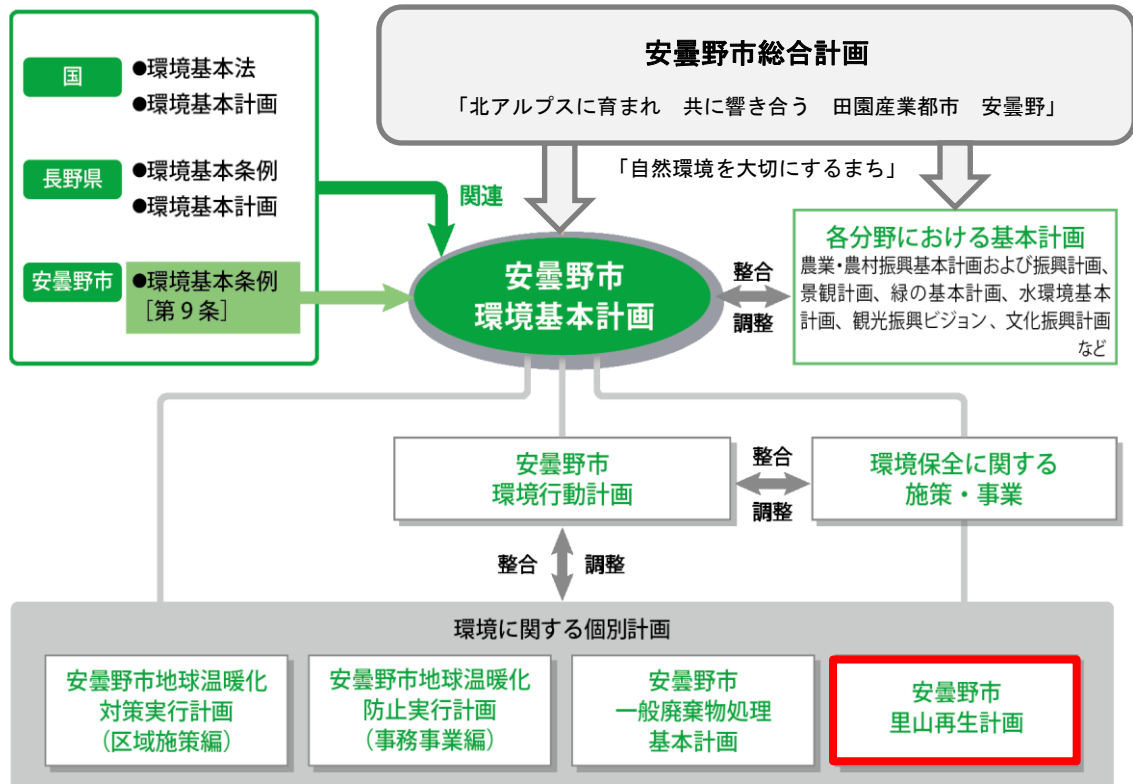 国
●環境基本法
●環境基本計画
長野県
●環境基本条例
●環境基本計画
安曇野市
●環境基本条例
［第９条］
関連
安曇野市総合計画
「北アルプスに育まれ　共に響き合う　田園産業都市　安曇野」
「自然環境を大切にするまち」
安曇野市
環境基本計画
整合
調整
各分野における基本計画
農業・農村振興基本計画および振興計画、
景観計画、緑の基本計画、水環境基本
計画、観光振興ビジョン、文化振興計画
など
安曇野市
環境行動計画
整合
調整
環境保全に関する
施策・事業
整合
調整
環境に関する個別計画
安曇野市地球温暖化
対策実行計画
（区域施策編）
安曇野市地球温暖化
防止実行計画
（事務事業編）
安曇野市
一般廃棄物処理
基本計画
安曇野市
里山再生計画